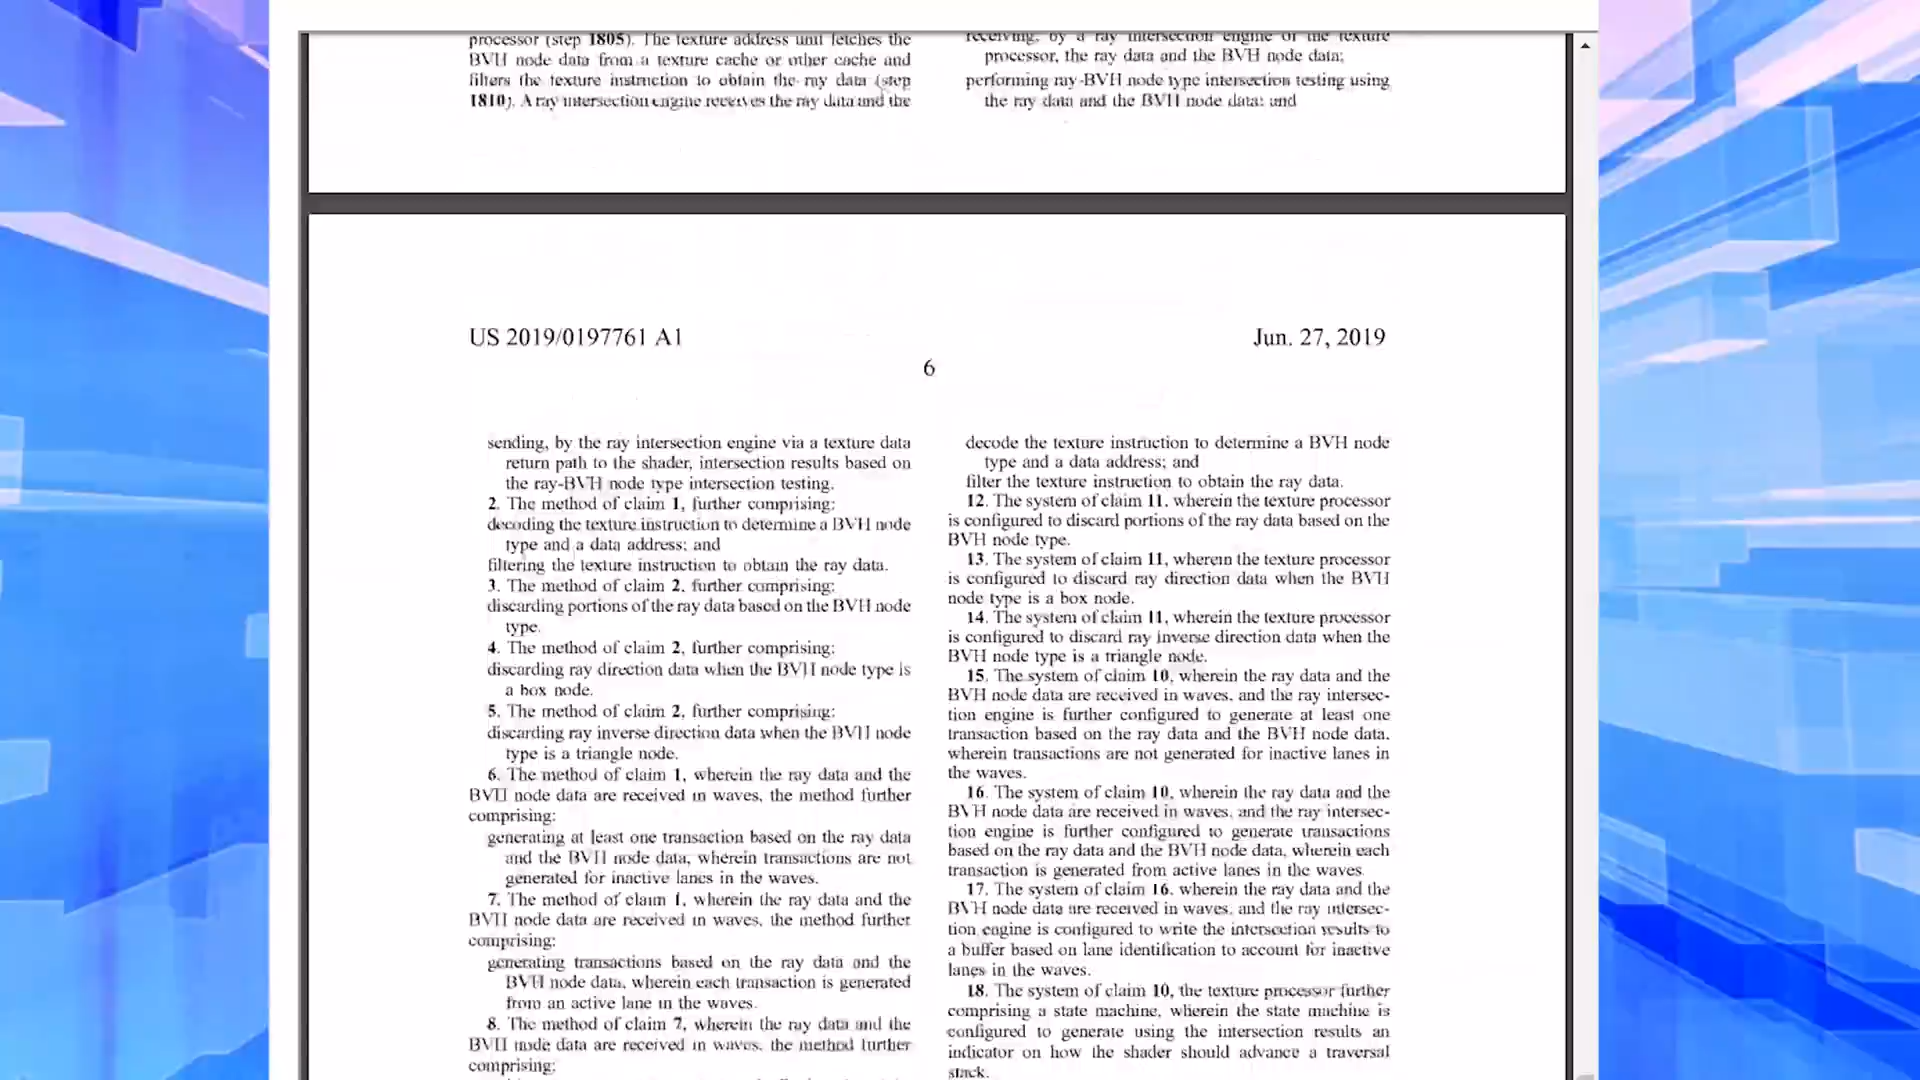 processor (step 1805). The texture address unit fetches the
BVH node data from a texture cache or other cache and
filters the texture instruction to obtain the ray data (step
1810). A ray intersection engine receives the ray data and the
receiving, by a ray intersection engine of the texture
processor, the ray data and the BVH node data;
performing ray-BVH node type intersection testing using
the ray data and the BVH node data; and
US 2019/0197761 A1
Jun. 27, 2019
6
sending, by the ray intersection engine via a texture data
return path to the shader, intersection results based on
the ray-BVH node type intersection testing.
2. The method of claim 1, further comprising:
decoding the texture instruction to determine a BVH node
type and a data address; and
filtering the texture instruction to obtain the ray data.
3. The method of claim 2, further comprising:
discarding portions of the ray data based on the BVH node
type.
4. The method of claim 2, further comprising:
discarding ray direction data when the BVH node type is
a box node.
5. The method of claim 2, further comprising:
discarding ray inverse direction data when the BVH node
type is a triangle node.
6. The method of claim 1, wherein the ray data and the
BVH node data are received in waves, the method further
comprising:
generating at least one transaction based on the ray data
and the BVH node data, wherein transactions are not
generated for inactive lanes in the waves.
7. The method of claim 1, wherein the ray data and the
BVH node data are received in waves, the method further
comprising:
generating transactions based on the ray data and the
BVH node data, wherein each transaction is generated
from an active lane in the waves.
8. The method of claim 7, wherein the ray data and the
BVH node data are received in waves, the method further
comprising:
decode the texture instruction to determine a BVH node
type and a data address; and
filter the texture instruction to obtain the ray data.
12. The system of claim 11, wherein the texture processor
is configured to discard portions of the ray data based on the
BVH node type.
13. The system of claim 11, wherein the texture processor
is configured to discard ray direction data when the BVH
node type is a box node.
14. The system of claim 11, wherein the texture processor
is configured to discard ray inverse direction data when the
BVH node type is a triangle node.
15. The system of claim 10, wherein the ray data and the
BVH node data are received in waves, and the ray intersec-
tion engine is further configured to generate at least one
transaction based on the ray data and the BVH node data,
wherein transactions are not generated for inactive lanes in
the waves.
16. The system of claim 10, wherein the ray data and the
BVH node data are received in waves, and the ray intersec-
tion engine is further configured to generate transactions
based on the ray data and the BVH node data, wherein each
transaction is generated from active lanes in the waves.
17. The system of claim 16, wherein the ray data and the
BVH node data are received in waves, and the ray intersec-
tion engine is configured to write the intersection results to
a buffer based on lane identification to account for inactive
lanes in the waves.
18. The system of claim 10, the texture processor further
comprising a state machine, wherein the state machine is
configured to generate using the intersection results an
indicator on how the shader should advance a traversal
stack.